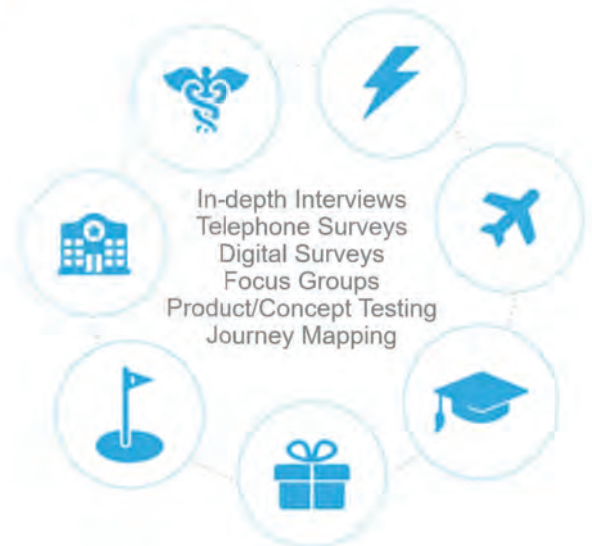 In-depth Interviews
Telephone Surveys
Digital Surveys
Focus Groups
Product/Concept Testing
Journey Mapping